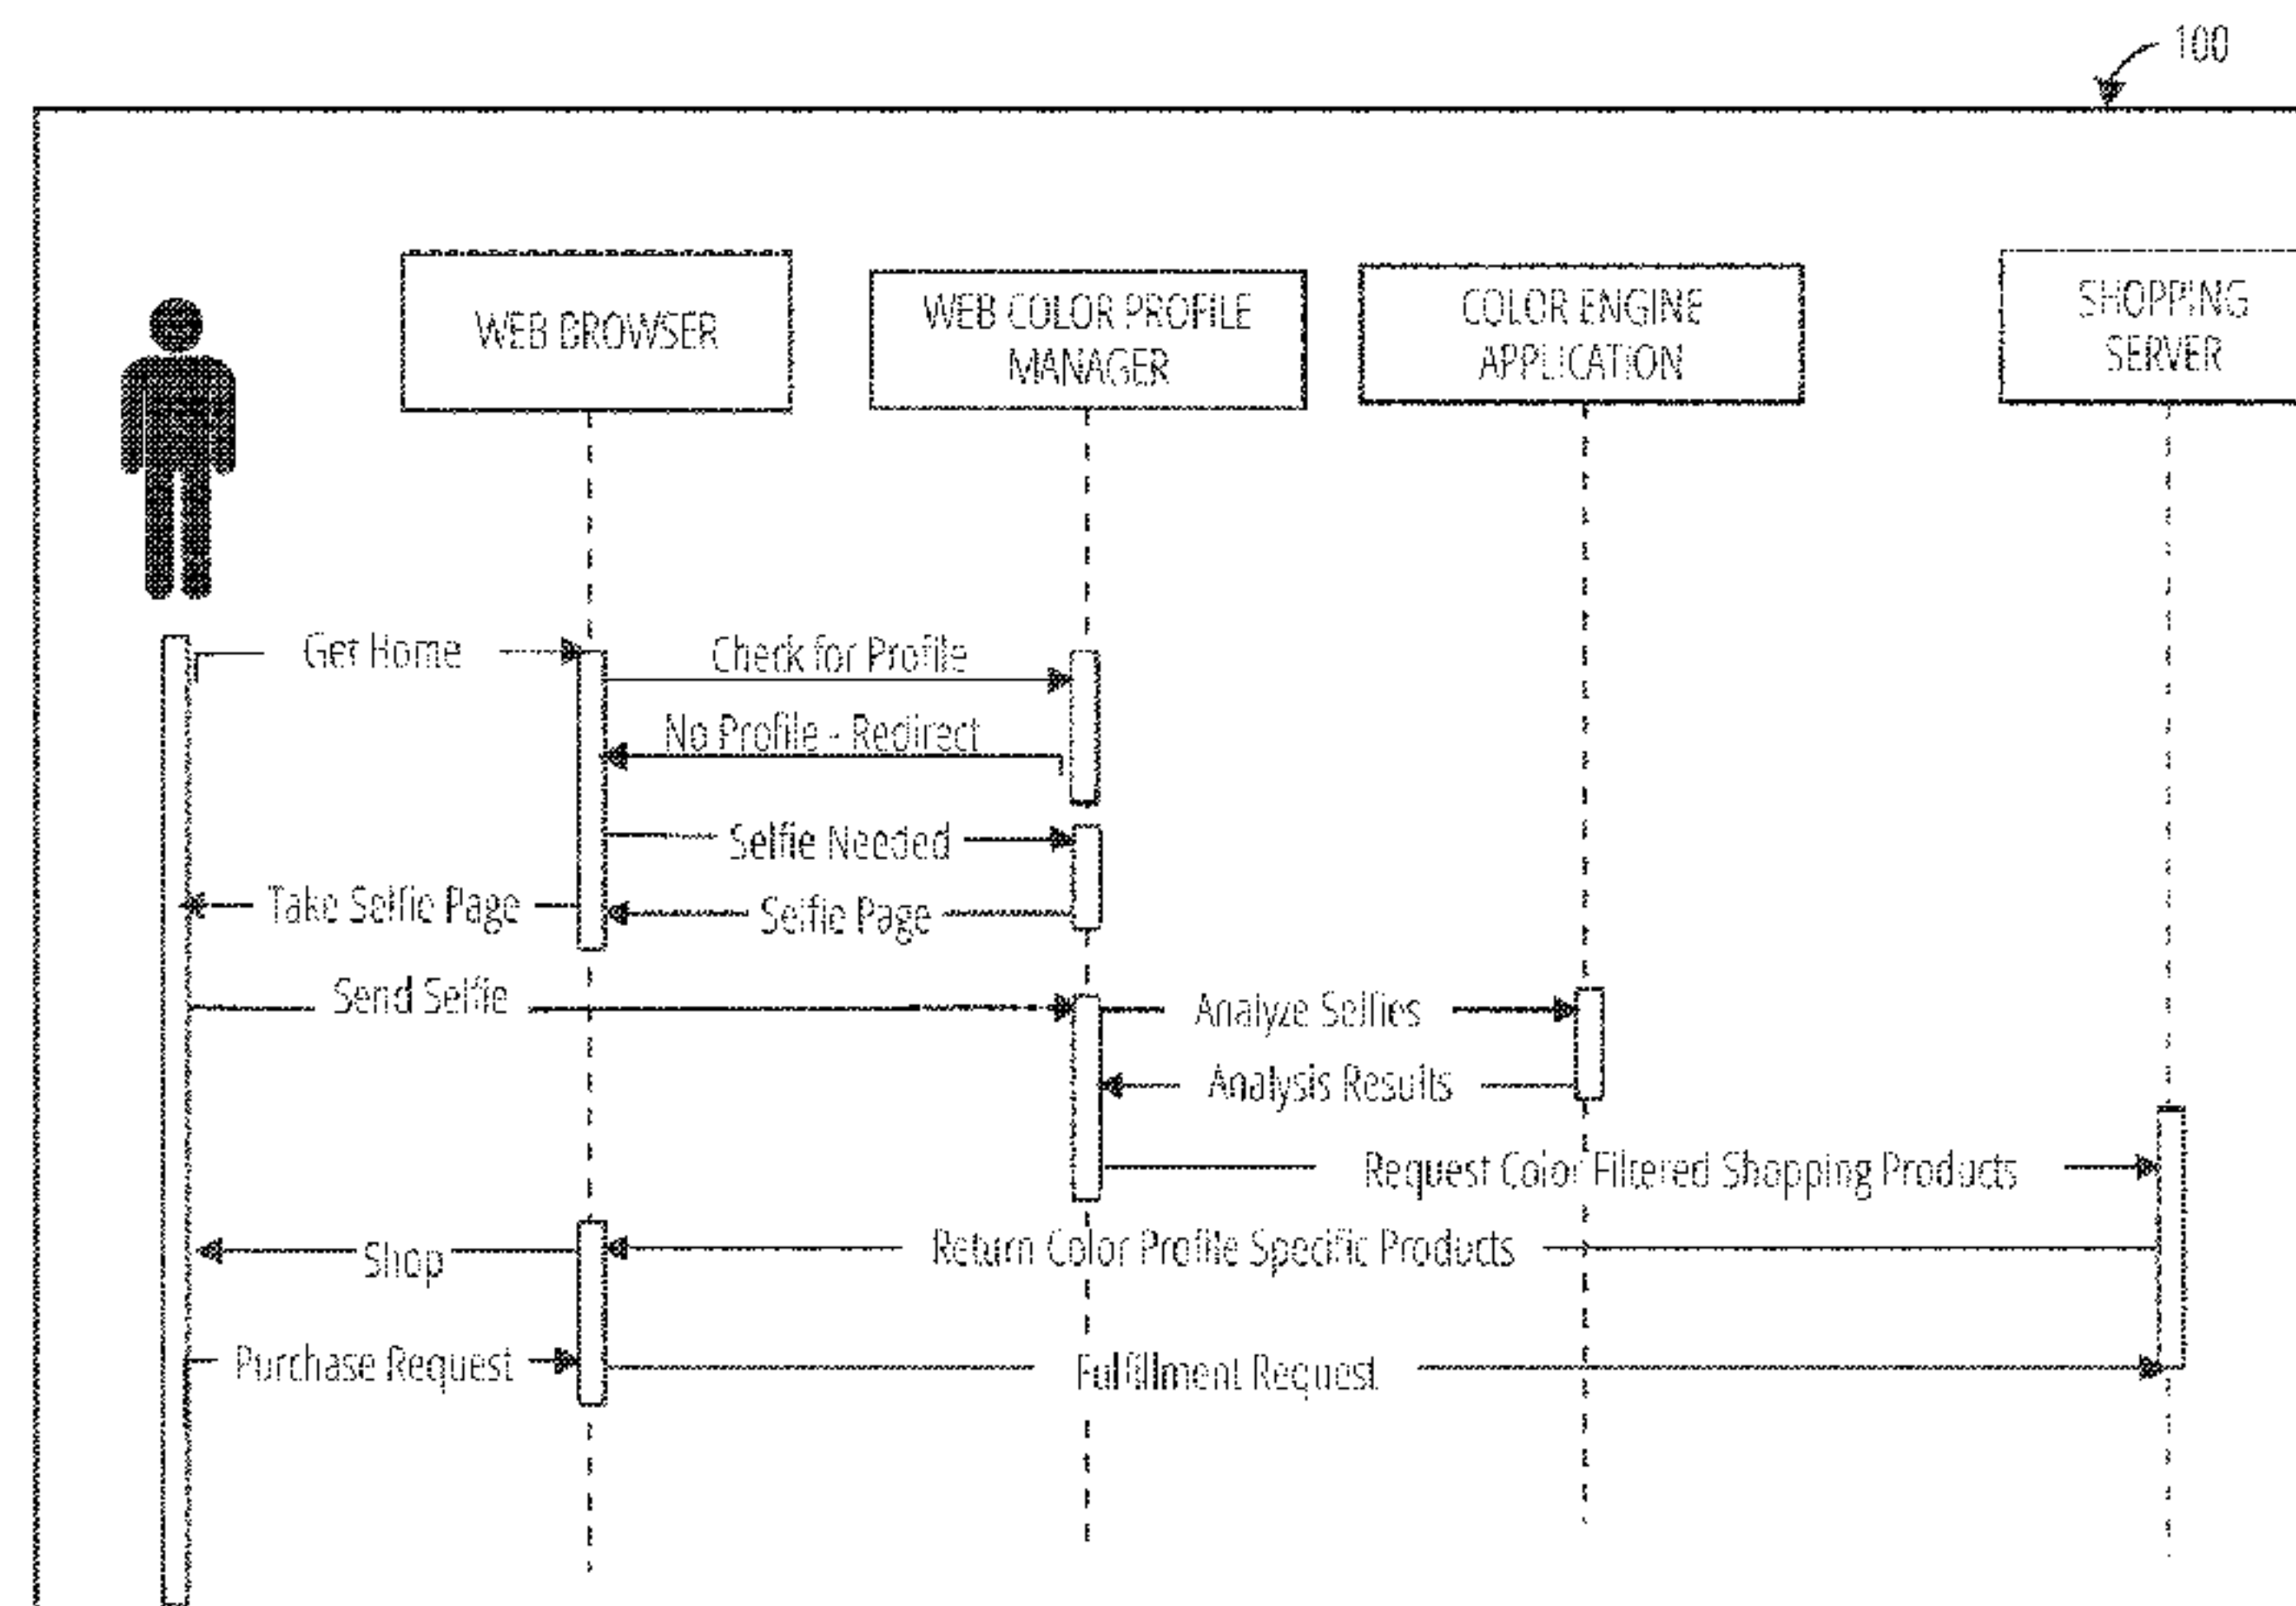 100
WEB BROWSER
WEB COLOR PROFILE
MANAGER
COLOR ENGINE
APPLICATION
SHOPPING
SERVER
Get Home
Check for Profile
No Profile - Redirect
Selfie Needed
Take Selfie Page
Selfie Page
Send Selfie
Analyze Selfies
Analysis Results
Request Color Filtered Shopping Products
Return Color Profile Specific Products
Shop
Purchase Request
Fulfillment Request